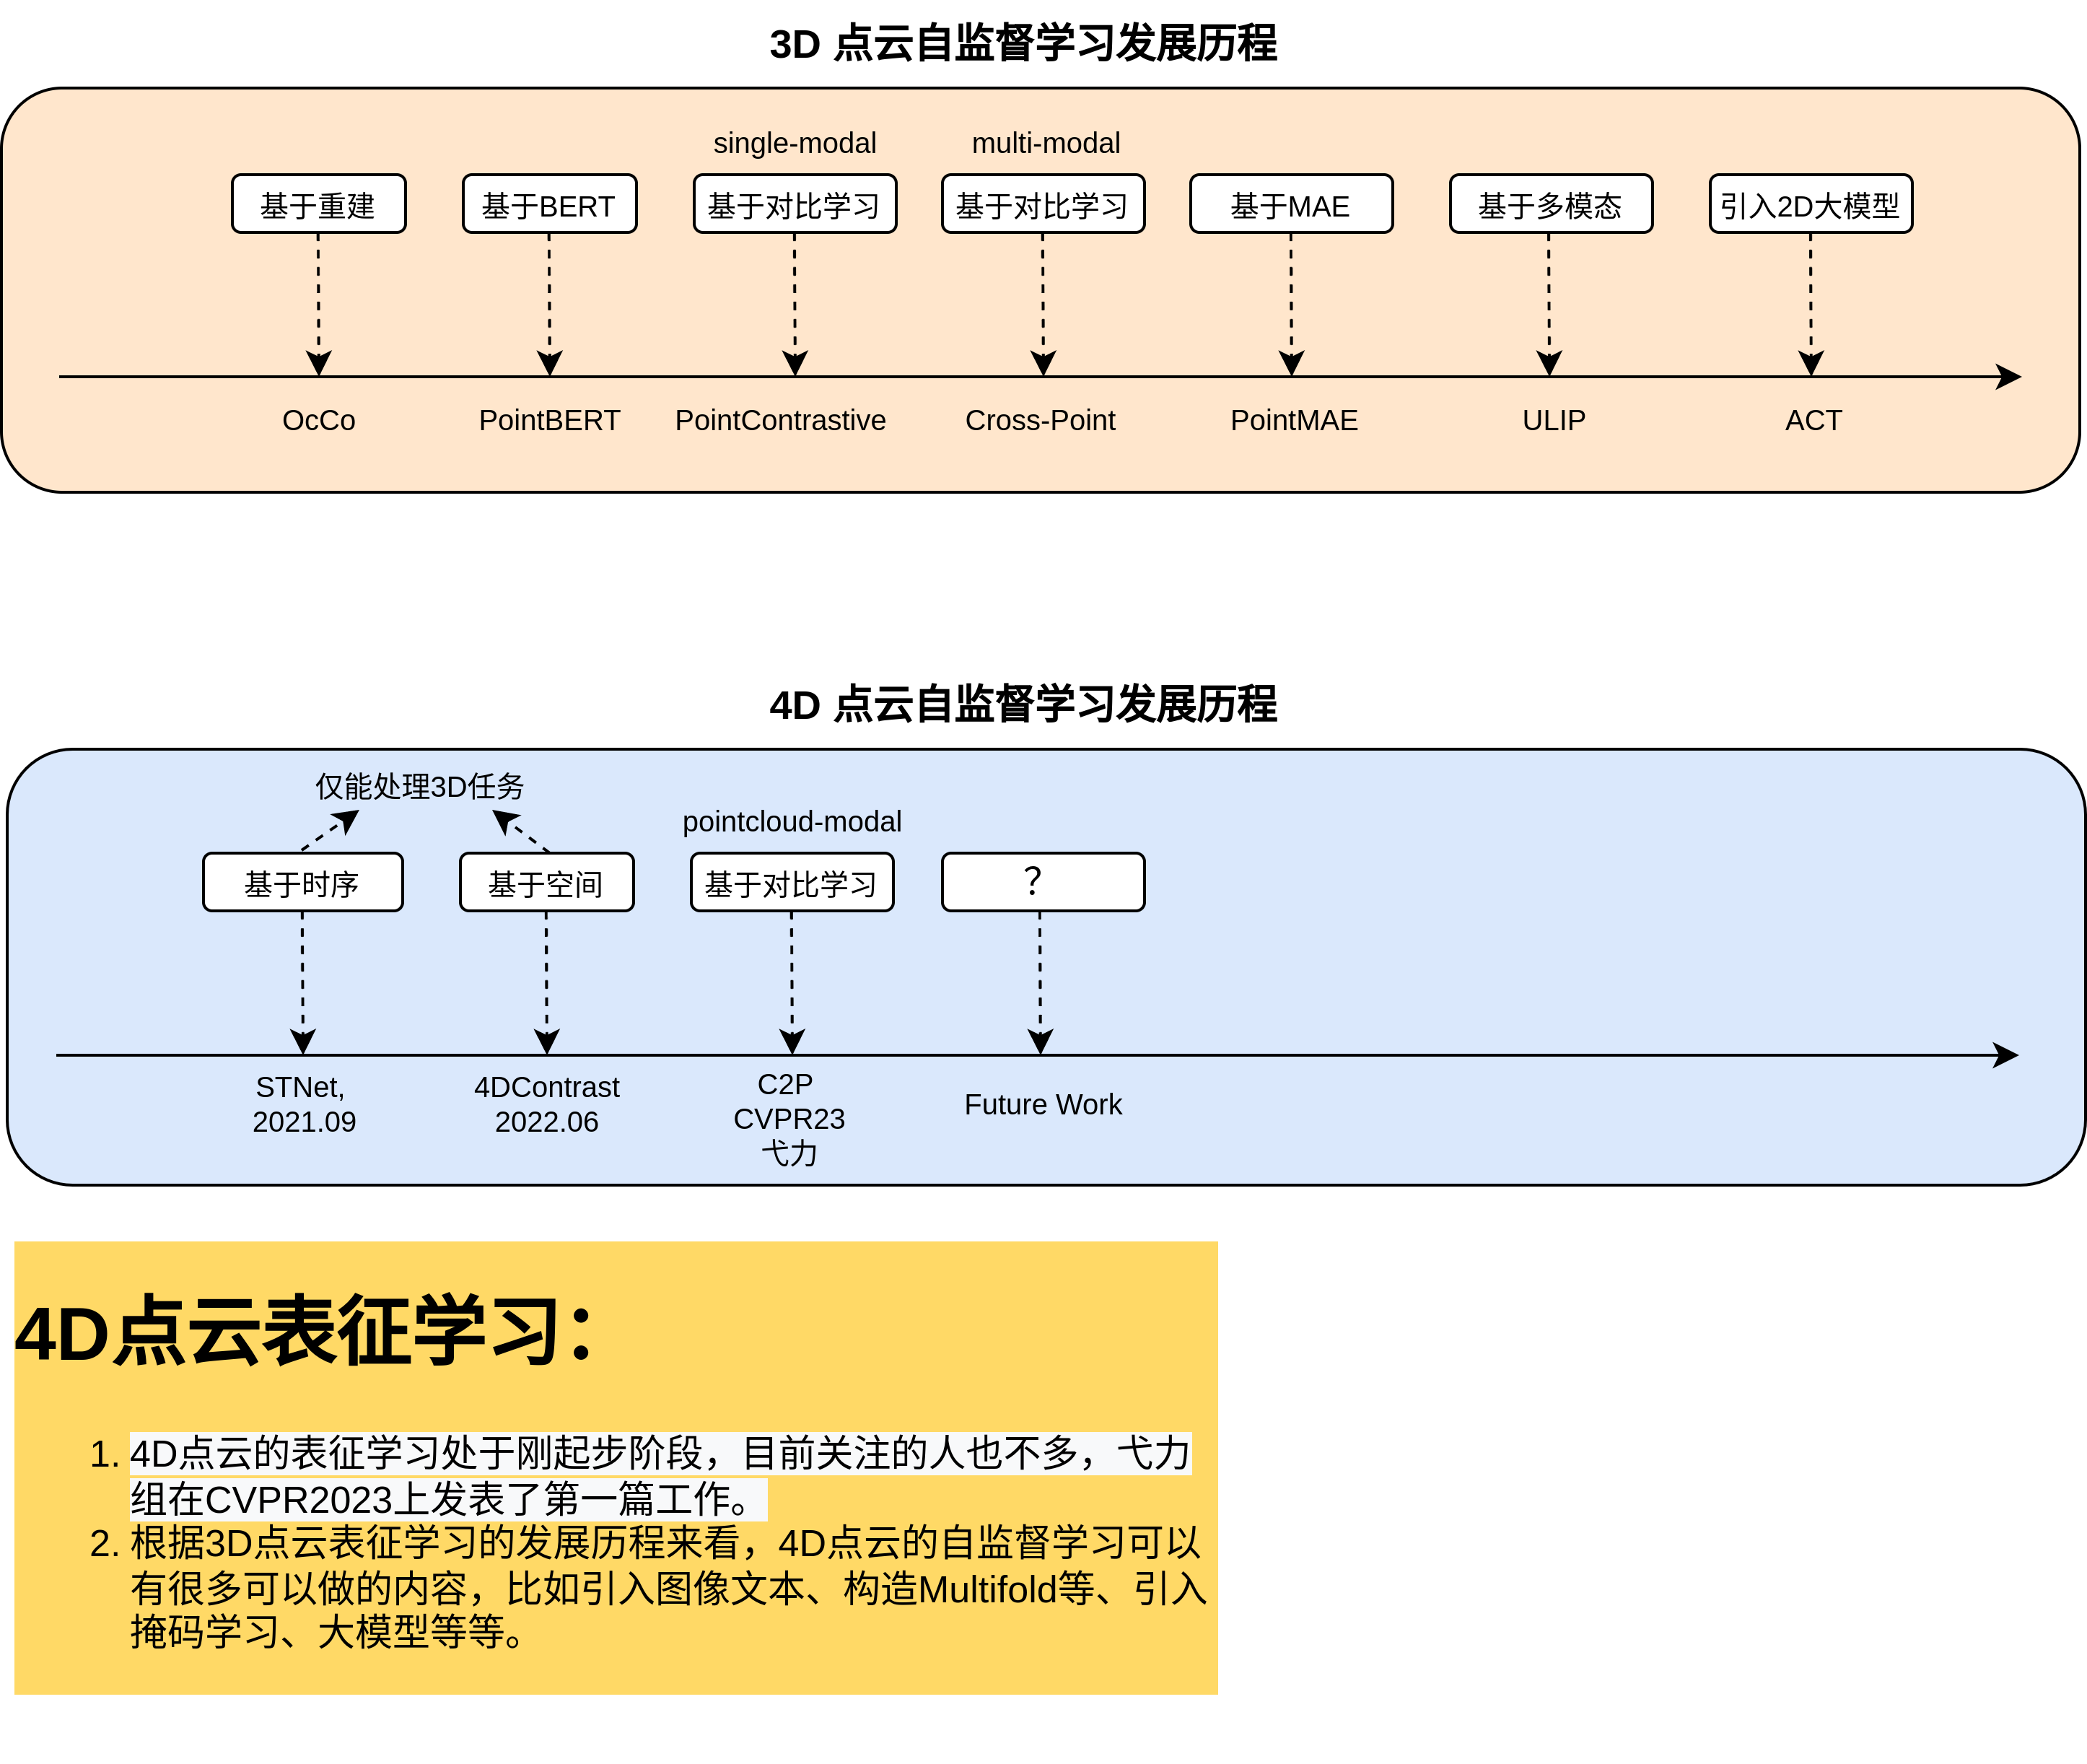 3D 点云自监督学习发展历程
single-modal
multi-modal
基于重建
基于BERT
基于对比学习
基于对比学习
基于MAE
基于多模态
引入2D大模型
OcCo
PointBERT
PointContrastive
Cross-Point
PointMAE
ULIP
ACT
4D 点云自监督学习发展历程
仅能处理3D任务
pointcloud-modal
基于时序
基于空间
基于对比学习
？
STNet,
2021.09
4DContrast
2022.06
C2P
CVPR23
弋力
Future Work
4D点云表征学习：
1. 4D点云的表征学习处于刚起步阶段，目前关注的人也不多，弋力
组在CVPR2023上发表了第一篇工作。
2. 根据3D点云表征学习的发展历程来看，4D点云的自监督学习可以
有很多可以做的内容，比如引入图像文本、构造Multifold等、引入
掩码学习、大模型等等。